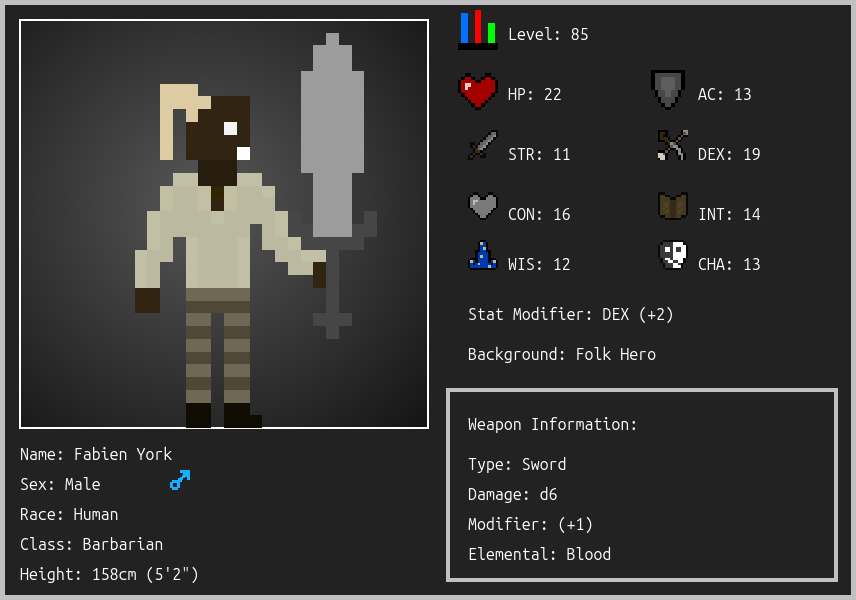 Level: 85
HP: 22
AC: 13
STR: 11
DEX: 19
CON: 16
INT: 14
WIS: 12
CHA: 13
Stat Modifier: DEX (+2)
Background: Folk Hero
Weapon Information:
Type: Sword
Damage: d6
Modifier: (+1)
Elemental: Blood
Name: Fabien York
Sex: Male
Race: Human
Class: Barbarian
Height: 158cm (5'2")